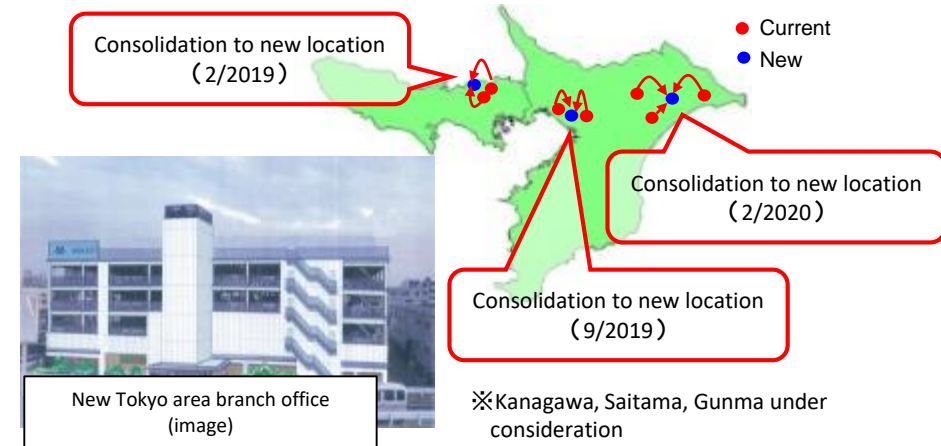 Consolidation to new location
（2/2019）
● Current
● New
Consolidation to new location
（2/2020）
Consolidation to new location
（9/2019）
New Tokyo area branch office
(image)
※Kanagawa, Saitama, Gunma under
consideration